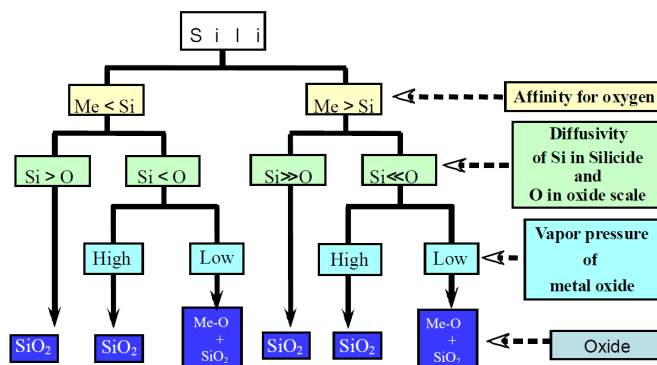 S i l i
Me < Si
Me > Si
Affinity for oxygen
Si > O
Si < O
Si≫O
Si≪O
Diffusivity
of Si in Silicide
and
O in oxide scale
High
Low
High
Low
Vapor pressure
of
metal oxide
SiO₂
SiO₂
Me-O
+
SiO₂
SiO₂
SiO₂
Me-O
+
SiO₂
Oxide